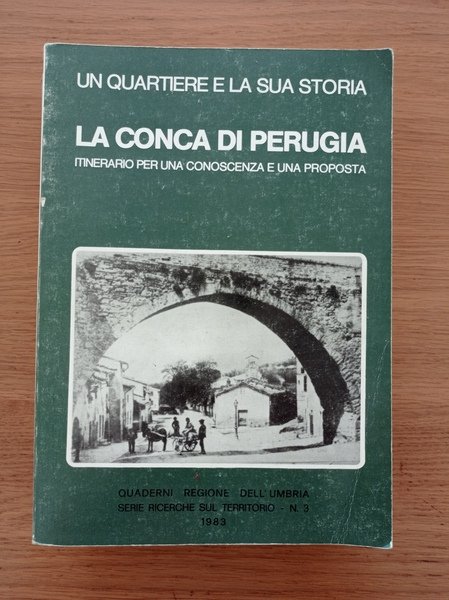 UN QUARTIERE E LA SUA STORIA
LA CONCA DI PERUGIA
ITINERARIO PER UNA CONOSCENZA E UNA PROPOSTA
QUADERNI REGIONE DELL'UMBRIA
SERIE RICERCHE SUL TERRITORIO - N. 3
1983